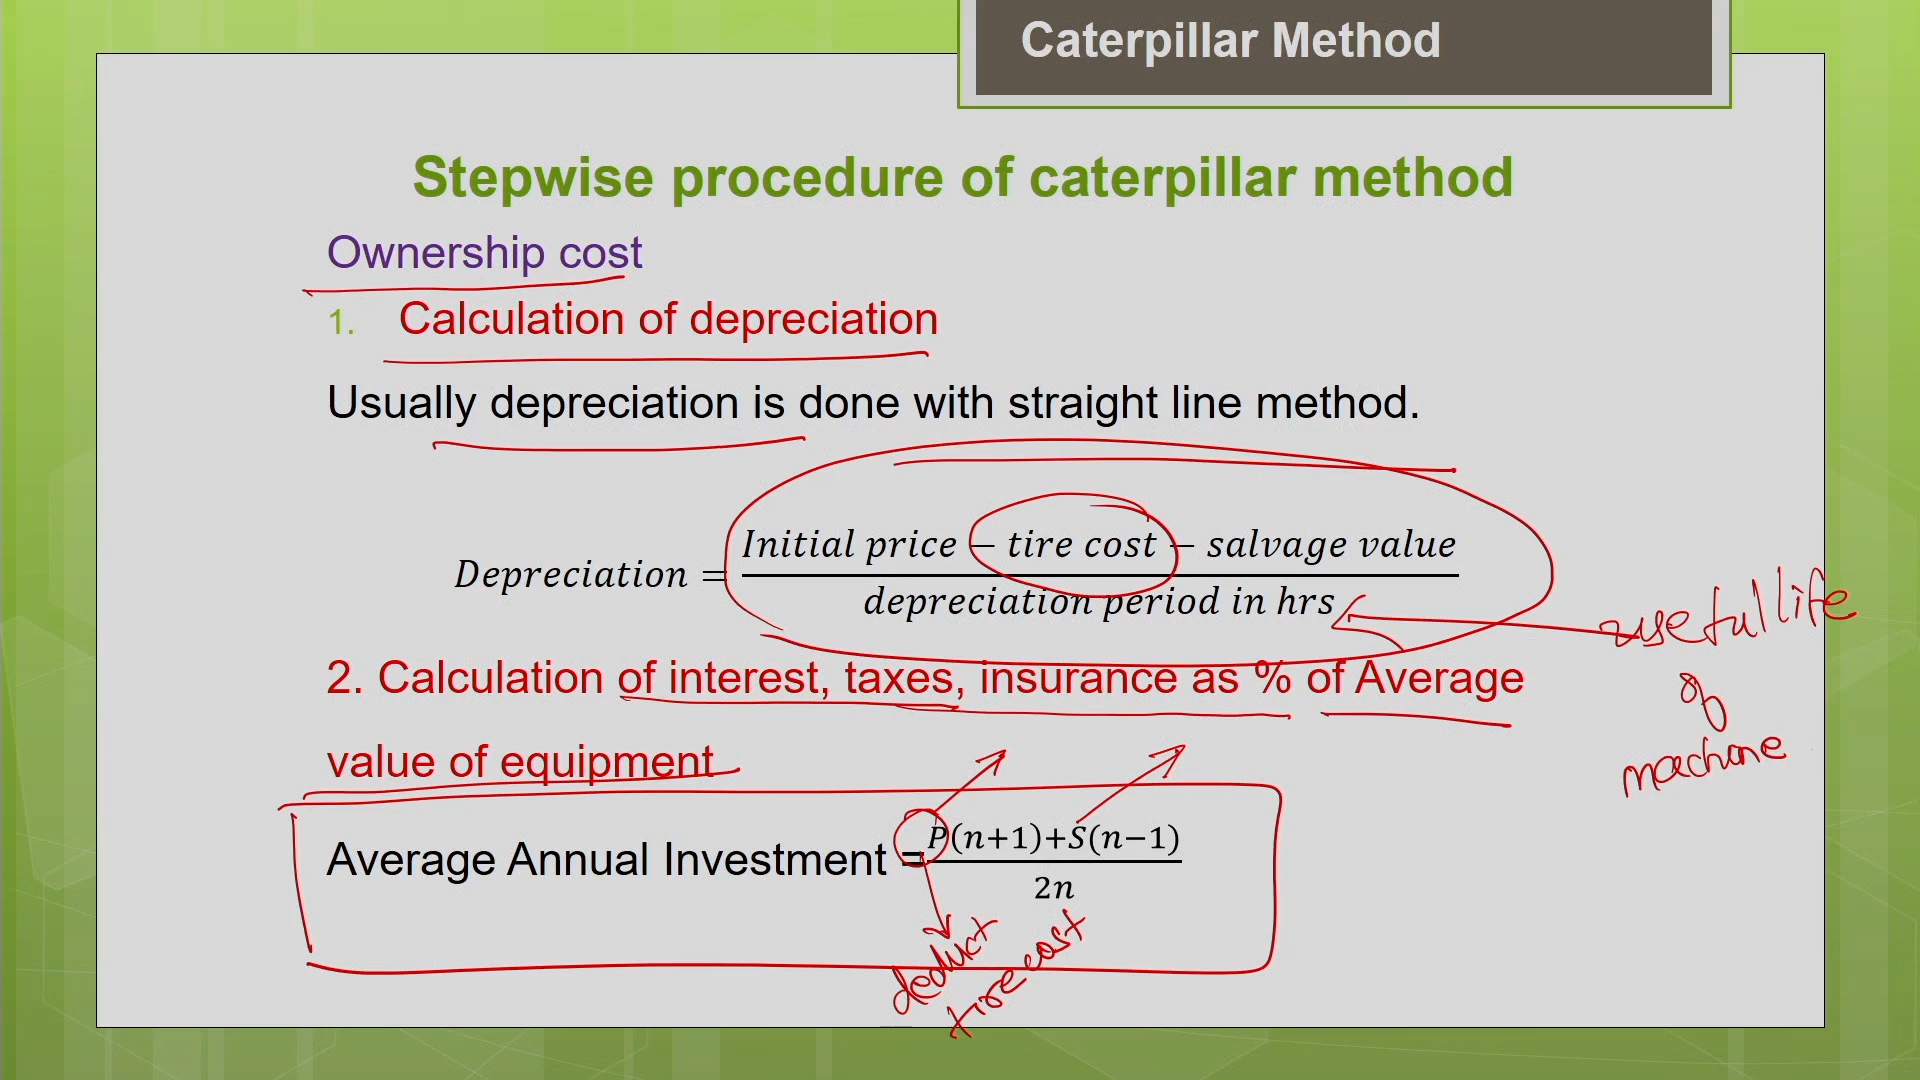 Caterpillar Method
Stepwise procedure of caterpillar method
Ownership cost
1. Calculation of depreciation
Usually depreciation is done with straight line method.
Depreciation = (Initial price − tire cost − salvage value) / (depreciation period in hrs)
usefull life
of
machine
2. Calculation of interest, taxes, insurance as % of Average
value of equipment
Average Annual Investment = (P(n+1)+S(n−1)) / 2n
deduct
tire cost